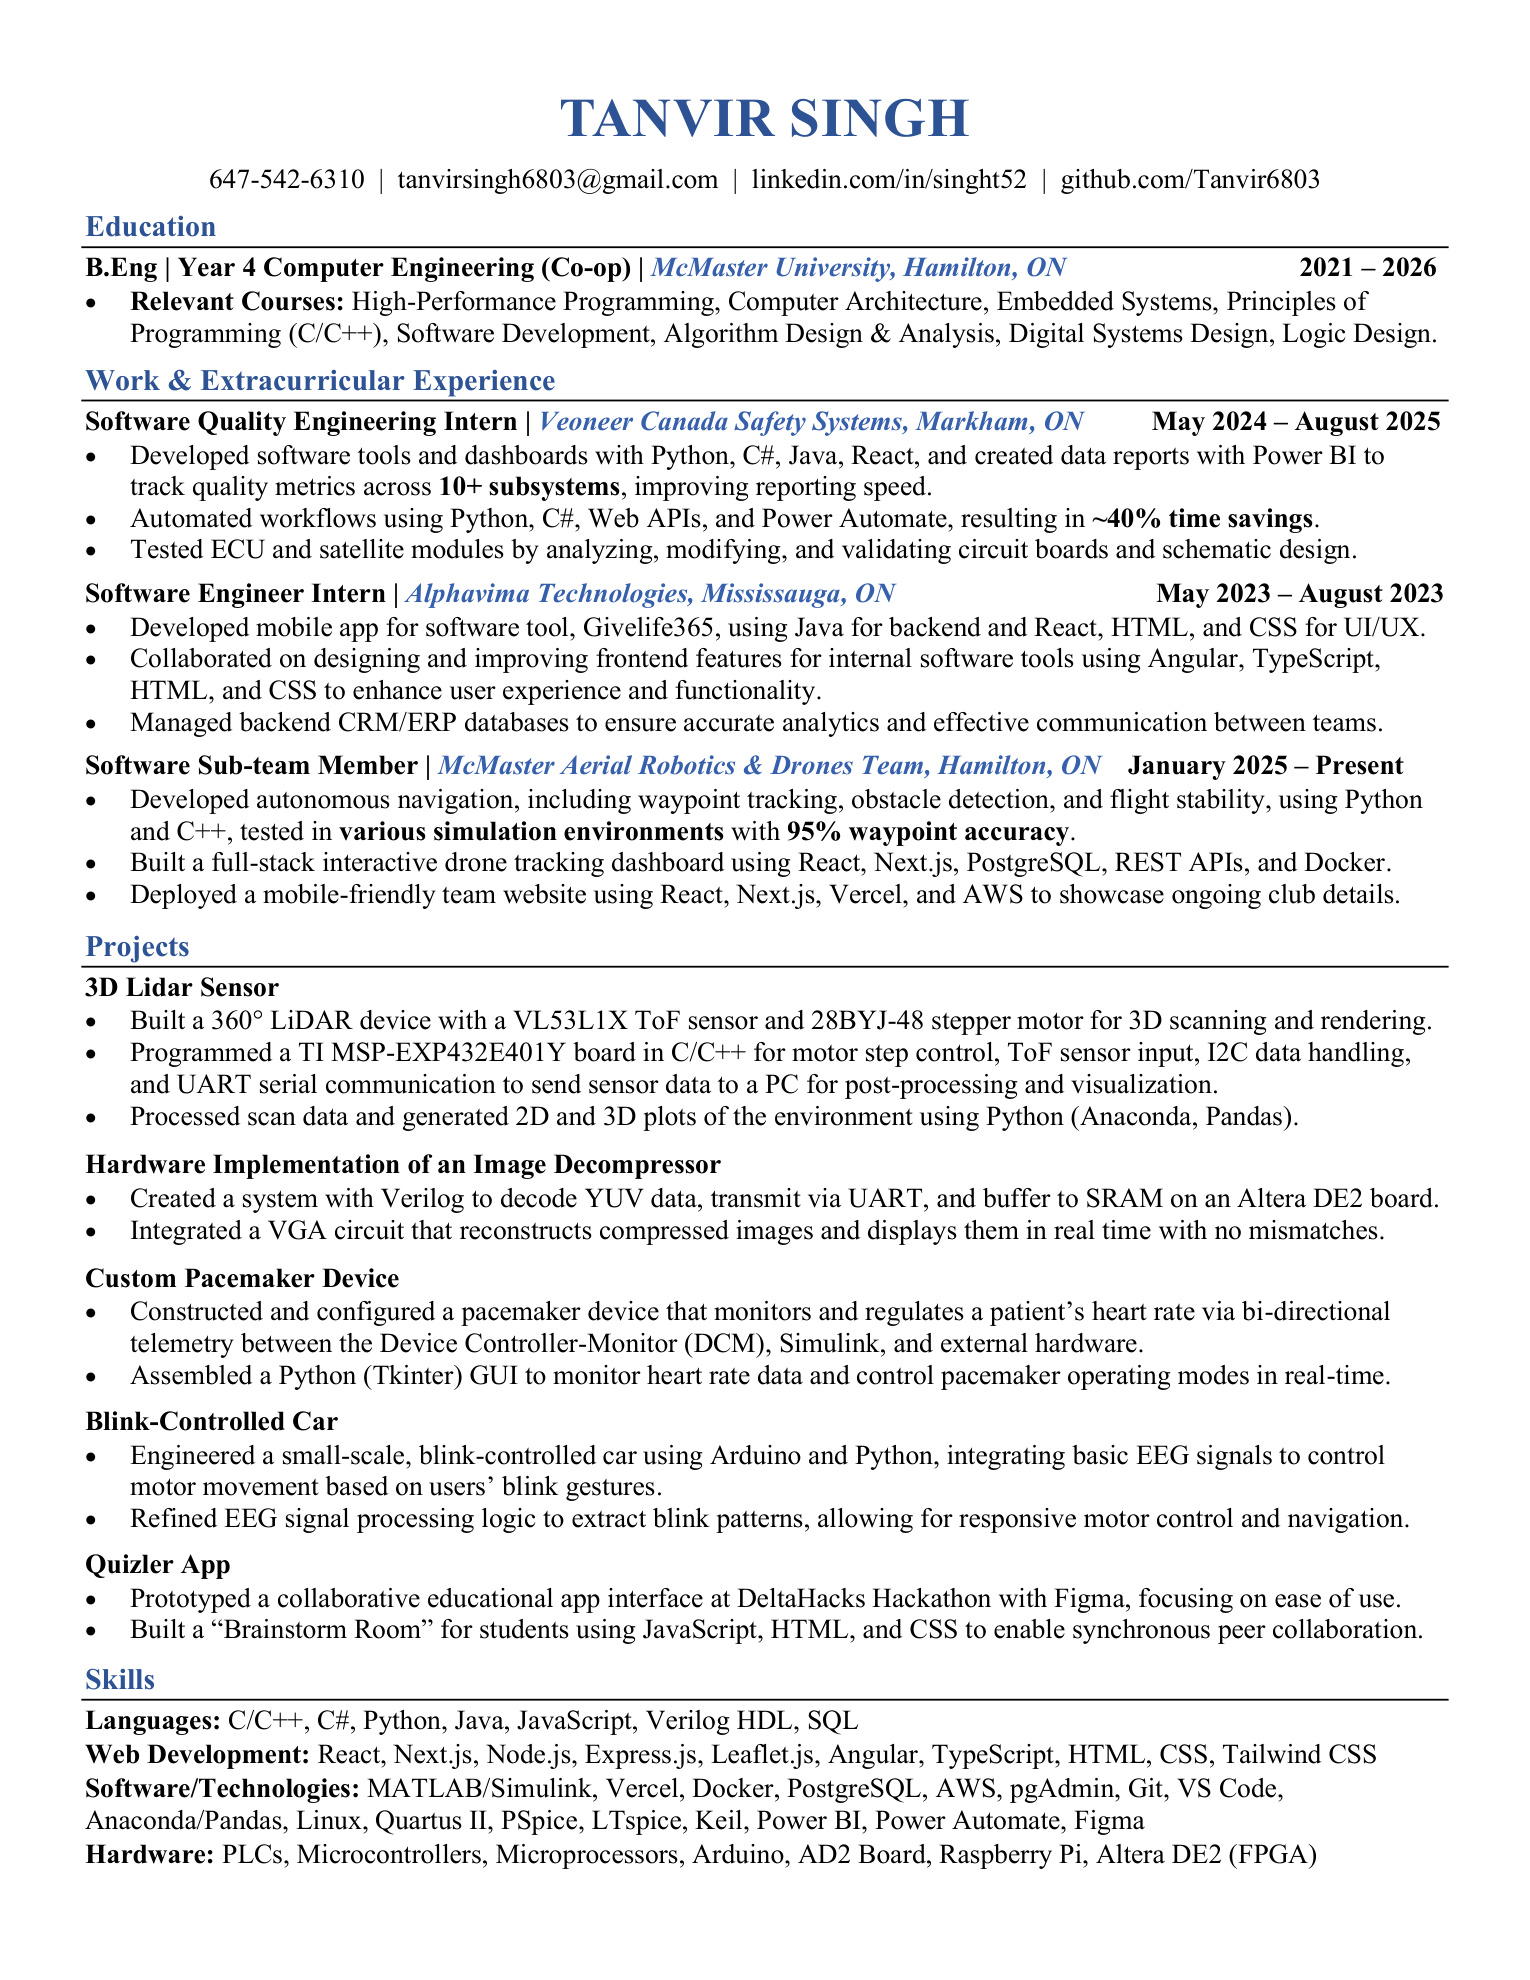 TANVIR SINGH
647-542-6310 | tanvirsingh6803@gmail.com | linkedin.com/in/singht52 | github.com/Tanvir6803
Education
B.Eng | Year 4 Computer Engineering (Co-op) | McMaster University, Hamilton, ON 2021 – 2026
• Relevant Courses: High-Performance Programming, Computer Architecture, Embedded Systems, Principles of
Programming (C/C++), Software Development, Algorithm Design & Analysis, Digital Systems Design, Logic Design.
Work & Extracurricular Experience
Software Quality Engineering Intern | Veoneer Canada Safety Systems, Markham, ON May 2024 – August 2025
• Developed software tools and dashboards with Python, C#, Java, React, and created data reports with Power BI to
track quality metrics across 10+ subsystems, improving reporting speed.
• Automated workflows using Python, C#, Web APIs, and Power Automate, resulting in ~40% time savings.
• Tested ECU and satellite modules by analyzing, modifying, and validating circuit boards and schematic design.
Software Engineer Intern | Alphavima Technologies, Mississauga, ON May 2023 – August 2023
• Developed mobile app for software tool, Givelife365, using Java for backend and React, HTML, and CSS for UI/UX.
• Collaborated on designing and improving frontend features for internal software tools using Angular, TypeScript,
HTML, and CSS to enhance user experience and functionality.
• Managed backend CRM/ERP databases to ensure accurate analytics and effective communication between teams.
Software Sub-team Member | McMaster Aerial Robotics & Drones Team, Hamilton, ON January 2025 – Present
• Developed autonomous navigation, including waypoint tracking, obstacle detection, and flight stability, using Python
and C++, tested in various simulation environments with 95% waypoint accuracy.
• Built a full-stack interactive drone tracking dashboard using React, Next.js, PostgreSQL, REST APIs, and Docker.
• Deployed a mobile-friendly team website using React, Next.js, Vercel, and AWS to showcase ongoing club details.
Projects
3D Lidar Sensor
• Built a 360° LiDAR device with a VL53L1X ToF sensor and 28BYJ-48 stepper motor for 3D scanning and rendering.
• Programmed a TI MSP-EXP432E401Y board in C/C++ for motor step control, ToF sensor input, I2C data handling,
and UART serial communication to send sensor data to a PC for post-processing and visualization.
• Processed scan data and generated 2D and 3D plots of the environment using Python (Anaconda, Pandas).
Hardware Implementation of an Image Decompressor
• Created a system with Verilog to decode YUV data, transmit via UART, and buffer to SRAM on an Altera DE2 board.
• Integrated a VGA circuit that reconstructs compressed images and displays them in real time with no mismatches.
Custom Pacemaker Device
• Constructed and configured a pacemaker device that monitors and regulates a patient’s heart rate via bi-directional
telemetry between the Device Controller-Monitor (DCM), Simulink, and external hardware.
• Assembled a Python (Tkinter) GUI to monitor heart rate data and control pacemaker operating modes in real-time.
Blink-Controlled Car
• Engineered a small-scale, blink-controlled car using Arduino and Python, integrating basic EEG signals to control
motor movement based on users’ blink gestures.
• Refined EEG signal processing logic to extract blink patterns, allowing for responsive motor control and navigation.
Quizler App
• Prototyped a collaborative educational app interface at DeltaHacks Hackathon with Figma, focusing on ease of use.
• Built a “Brainstorm Room” for students using JavaScript, HTML, and CSS to enable synchronous peer collaboration.
Skills
Languages: C/C++, C#, Python, Java, JavaScript, Verilog HDL, SQL
Web Development: React, Next.js, Node.js, Express.js, Leaflet.js, Angular, TypeScript, HTML, CSS, Tailwind CSS
Software/Technologies: MATLAB/Simulink, Vercel, Docker, PostgreSQL, AWS, pgAdmin, Git, VS Code,
Anaconda/Pandas, Linux, Quartus II, PSpice, LTspice, Keil, Power BI, Power Automate, Figma
Hardware: PLCs, Microcontrollers, Microprocessors, Arduino, AD2 Board, Raspberry Pi, Altera DE2 (FPGA)